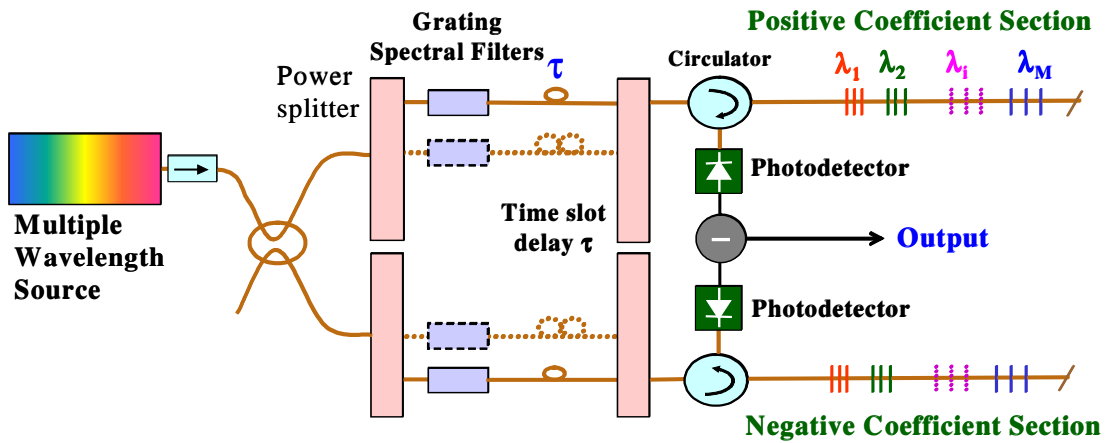 Grating
Spectral Filters
Positive Coefficient Section
Circulator
τ
λ1 λ2 λi λM
Power
splitter
Photodetector
Multiple
Wavelength
Source
Time slot
delay τ
–
Output
Photodetector
Negative Coefficient Section